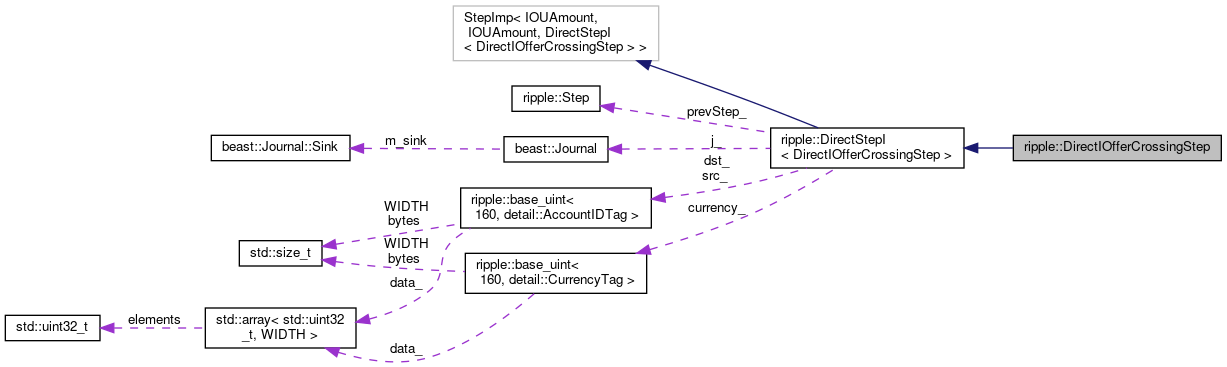 StepImp< IOUAmount,
IOUAmount, DirectStepI
< DirectIOfferCrossingStep > >
ripple::Step
prevStep_
beast::Journal::Sink
m_sink
beast::Journal
j_
ripple::DirectStepI
< DirectIOfferCrossingStep >
ripple::DirectIOfferCrossingStep
dst_
src_
ripple::base_uint<
160, detail::AccountIDTag >
currency_
WIDTH
bytes
std::size_t
WIDTH
bytes
ripple::base_uint<
160, detail::CurrencyTag >
data_
std::uint32_t
elements
std::array< std::uint32
_t, WIDTH >
data_